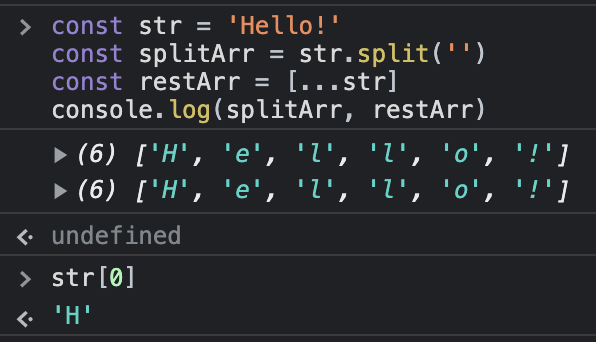 const str = 'Hello!'
const splitArr = str.split('')
const restArr = [...str]
console.log(splitArr, restArr)
(6) ['H', 'e', 'l', 'l', 'o', '!']
(6) ['H', 'e', 'l', 'l', 'o', '!']
undefined
str[0]
'H'